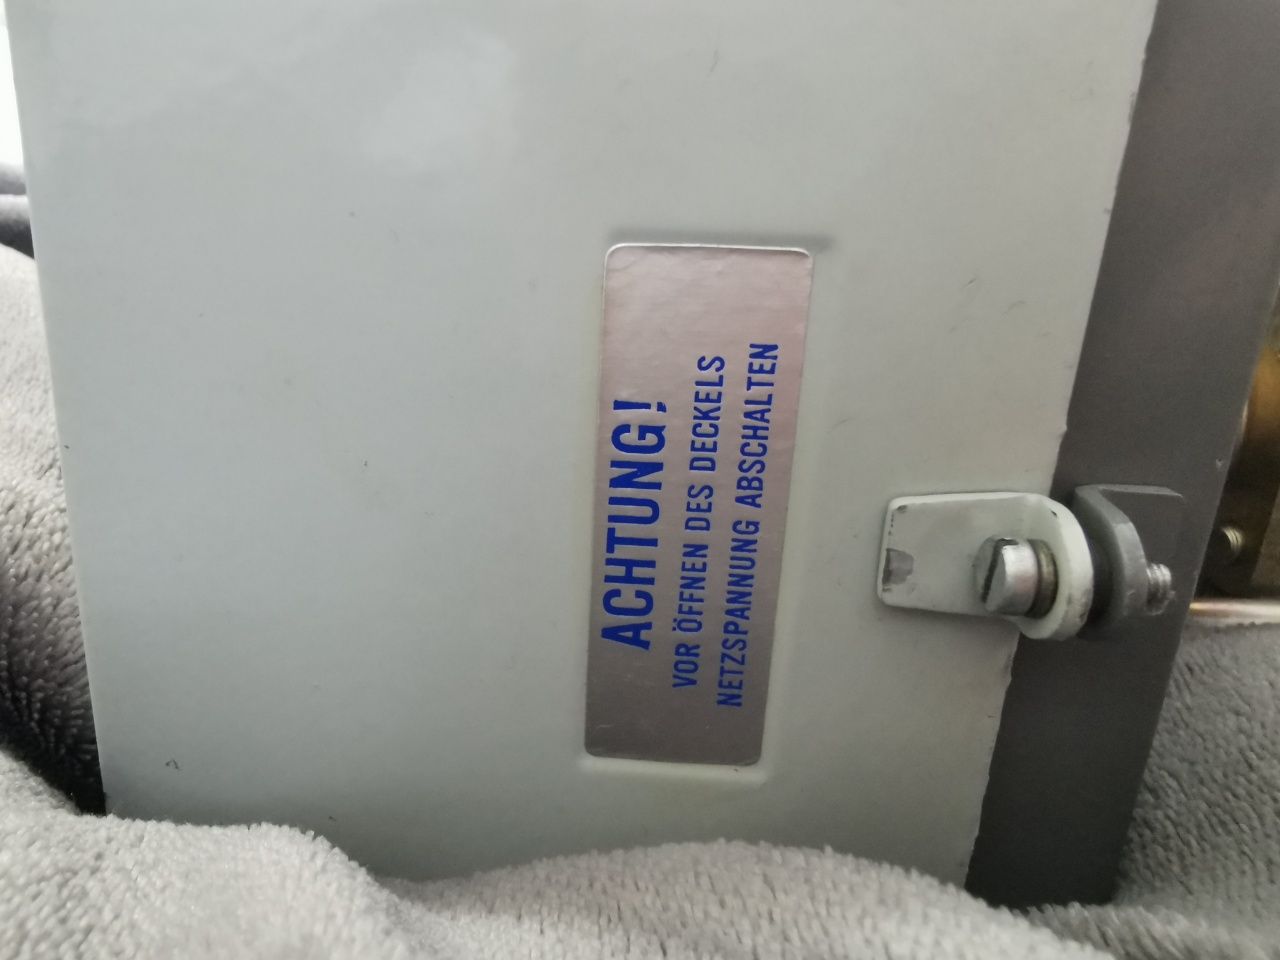 ACHTUNG!
VOR ÖFFNEN DES DECKELS
NETZSPANNUNG ABSCHALTEN